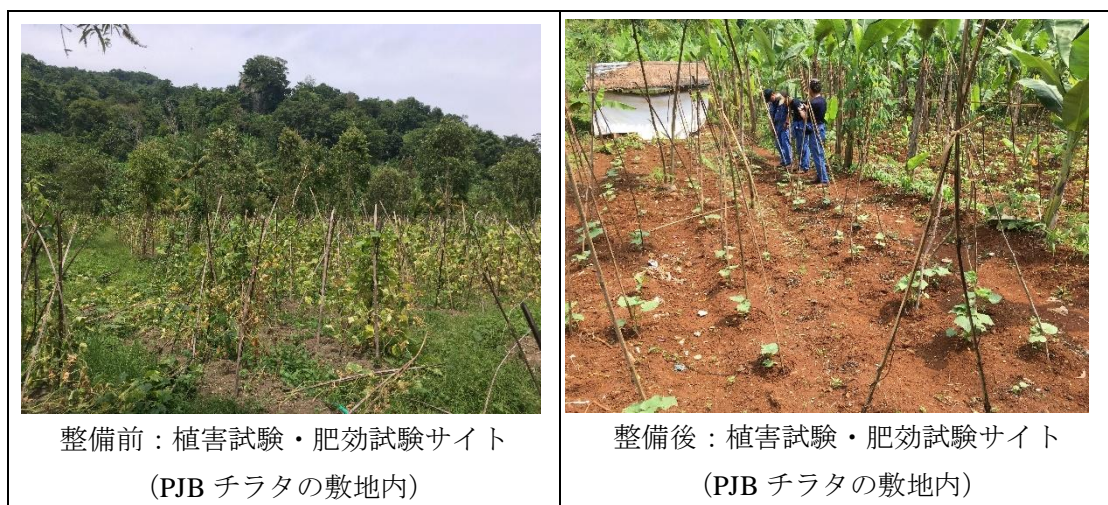 整備前：植害試験・肥効試験サイト
（PJB チラタの敷地内）
整備後：植害試験・肥効試験サイト
（PJB チラタの敷地内）